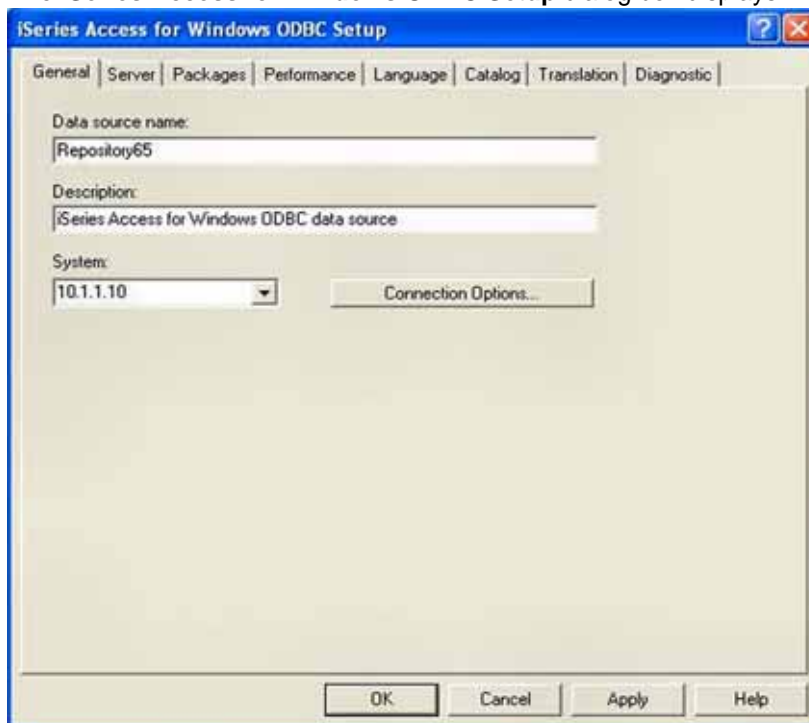 iSeries Access for Windows ODBC Setup
General Server Packages Performance Language Catalog Translation Diagnostic
Data source name:
Repository65
Description:
iSeries Access for Windows ODBC data source
System:
10.1.1.10
Connection Options...
OK Cancel Apply Help